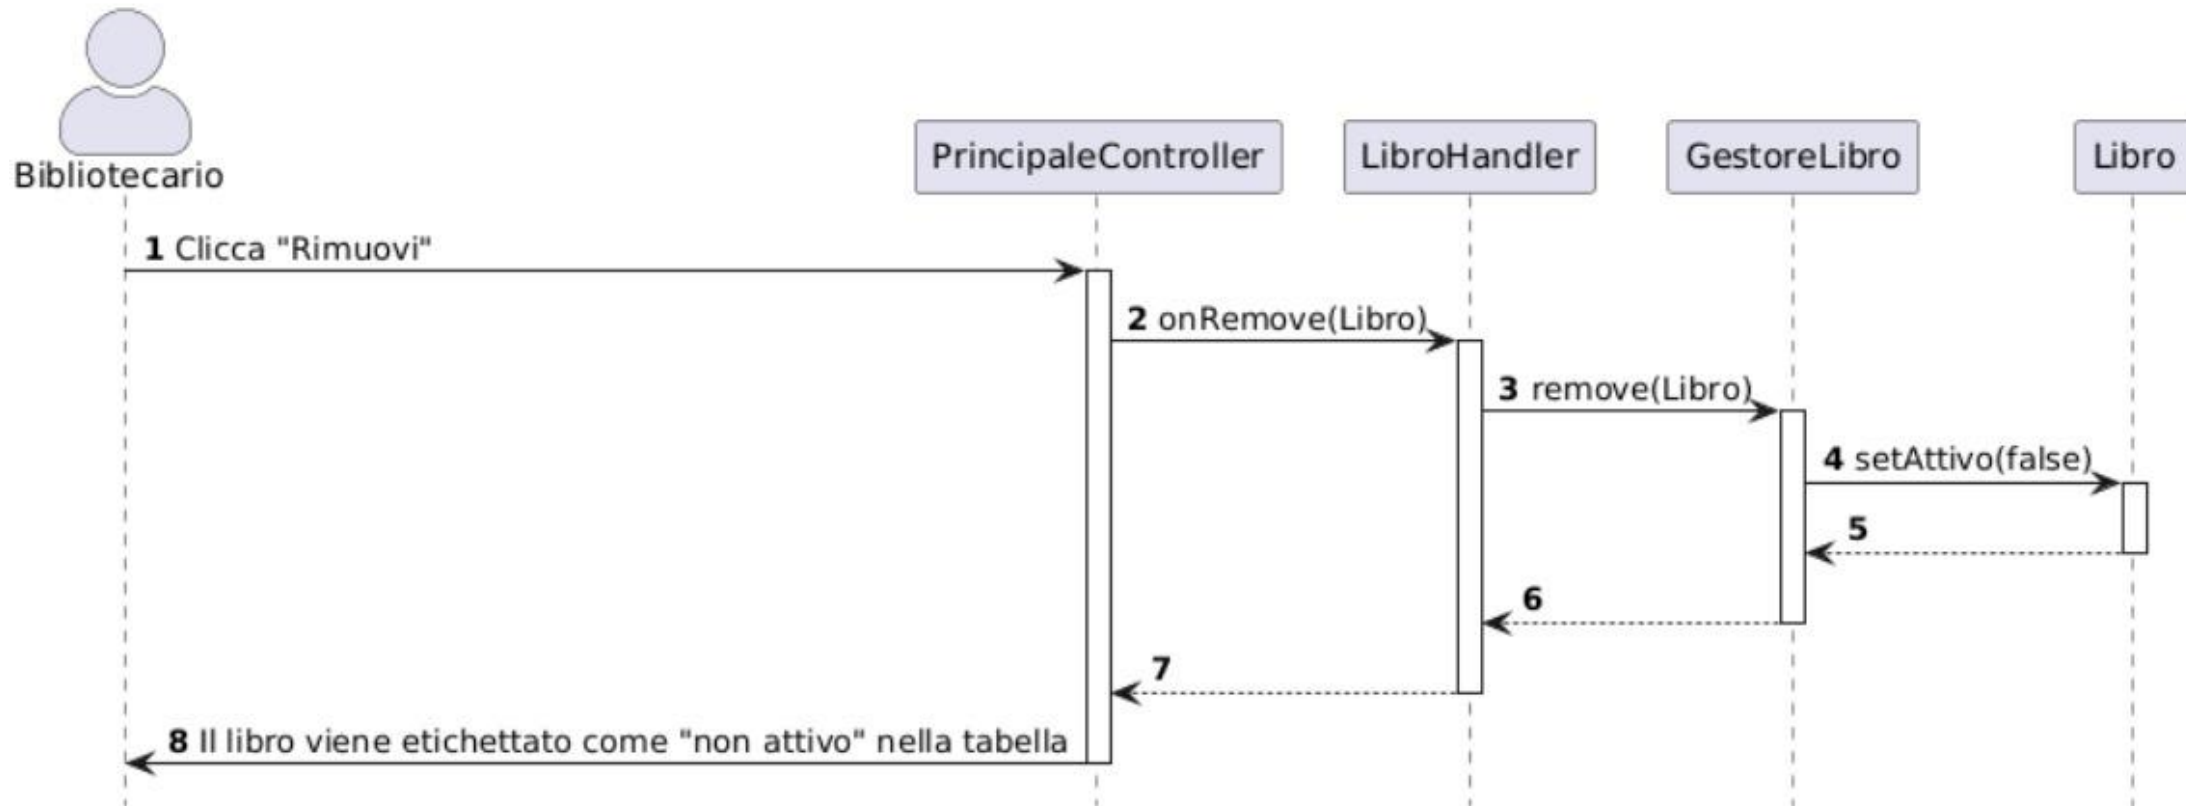 Bibliotecario
PrincipaleController
LibroHandler
GestoreLibro
Libro
1 Clicca "Rimuovi"
2 onRemove(Libro)
3 remove(Libro)
4 setAttivo(false)
5
6
7
8 Il libro viene etichettato come "non attivo" nella tabella